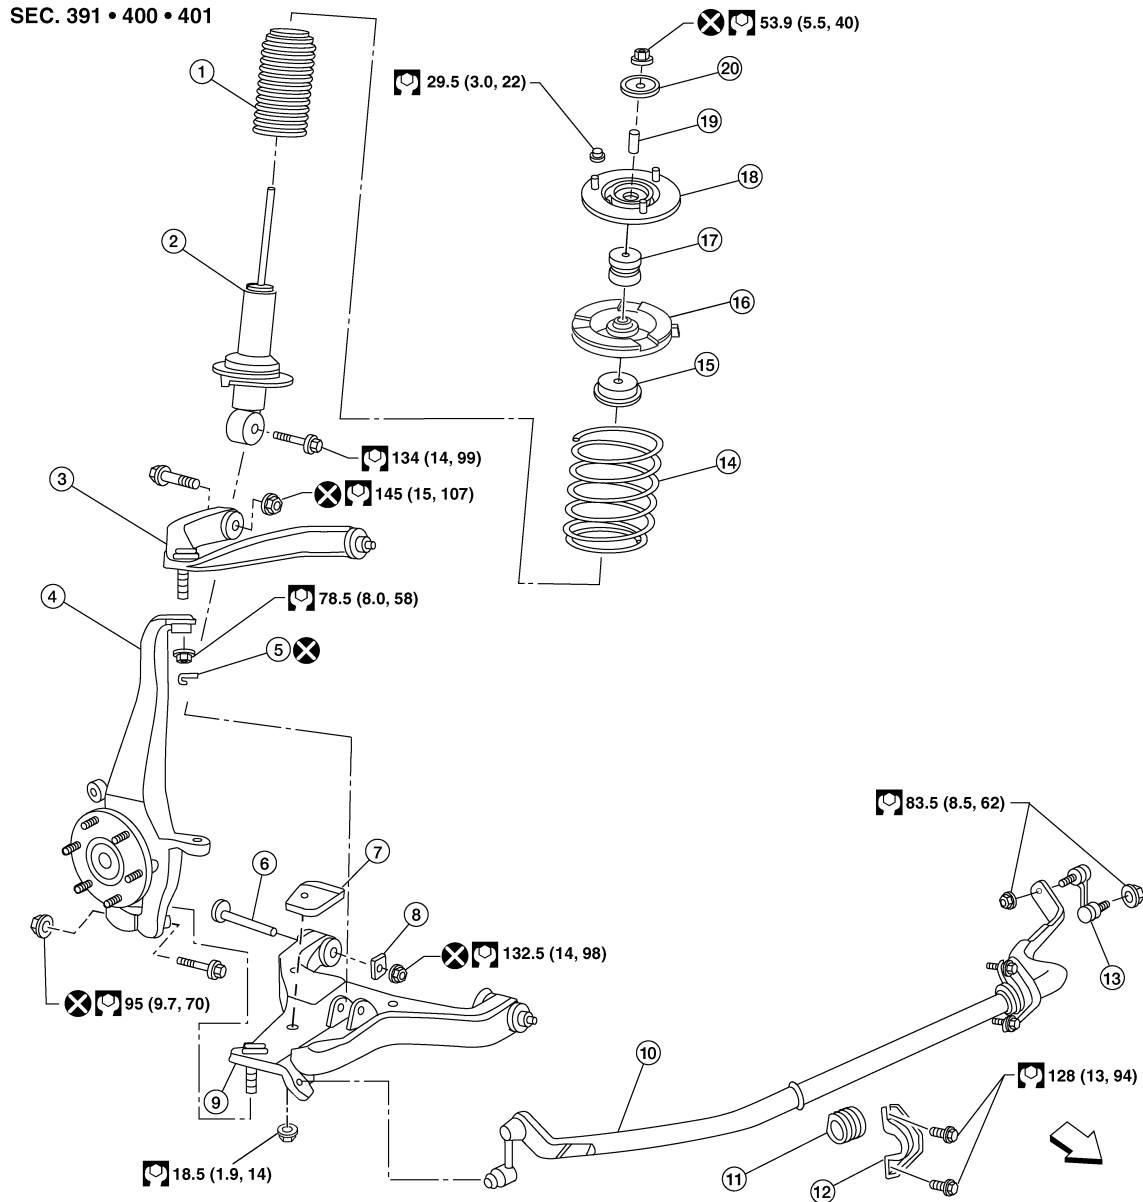 SEC. 391 • 400 • 401
53.9 (5.5, 40)
1
20
29.5 (3.0, 22)
19
18
2
17
16
15
134 (14, 99)
14
3
145 (15, 107)
4
78.5 (8.0, 58)
5
83.5 (8.5, 62)
6
7
8
132.5 (14, 98)
13
95 (9.7, 70)
10
128 (13, 94)
9
18.5 (1.9, 14)
11
12